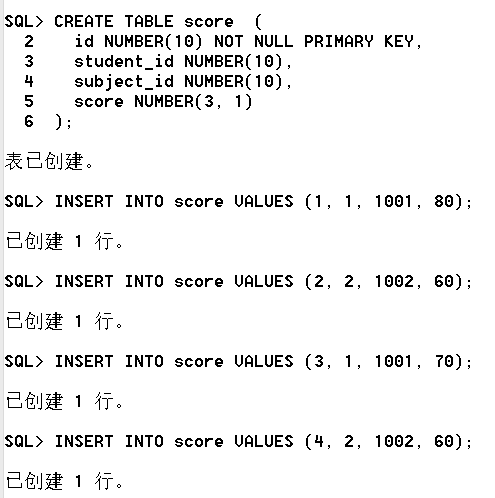 SQL> CREATE TABLE score  (
  2    id NUMBER(10) NOT NULL PRIMARY KEY,
  3    student_id NUMBER(10),
  4    subject_id NUMBER(10),
  5    score NUMBER(3, 1)
  6  );
表已创建。
SQL> INSERT INTO score VALUES (1, 1, 1001, 80);
已创建 1 行。
SQL> INSERT INTO score VALUES (2, 2, 1002, 60);
已创建 1 行。
SQL> INSERT INTO score VALUES (3, 1, 1001, 70);
已创建 1 行。
SQL> INSERT INTO score VALUES (4, 2, 1002, 60);
已创建 1 行。